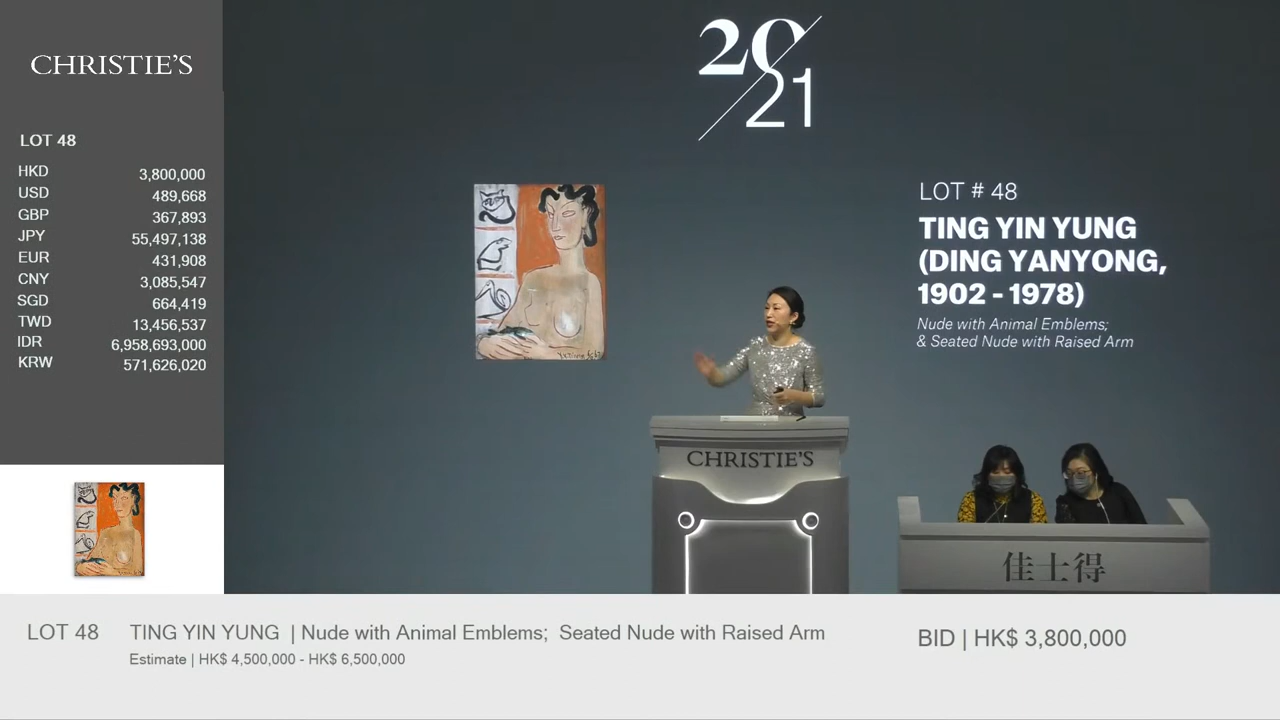 CHRISTIE'S
LOT 48
HKD 3,800,000
USD 489,668
GBP 367,893
JPY 55,497,138
EUR 431,908
CNY 3,085,547
SGD 664,419
TWD 13,456,537
IDR 6,958,693,000
KRW 571,626,020
20
21
LOT # 48
TING YIN YUNG
(DING YANYONG,
1902 - 1978)
Nude with Animal Emblems;
& Seated Nude with Raised Arm
CHRISTIE'S
佳士得
LOT 48
TING YIN YUNG | Nude with Animal Emblems; Seated Nude with Raised Arm
Estimate | HK$ 4,500,000 - HK$ 6,500,000
BID | HK$ 3,800,000